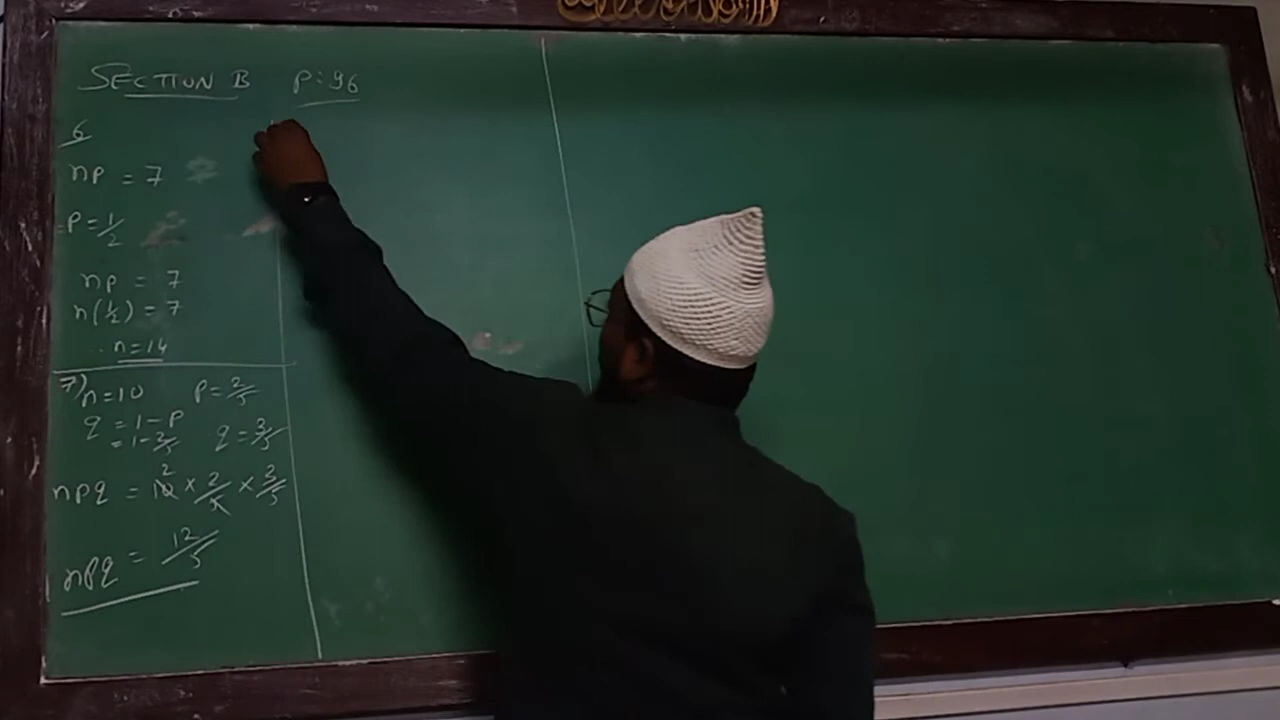 SECTION B P:96
6
np = 7
P = 1/2
np = 7
n(1/2) = 7
∴ n=14
7) n=10 P=2/5
q = 1-P
= 1-2/5 q=3/5
npq = 10 2 × 2/5 × 3/5
npq = 12/5